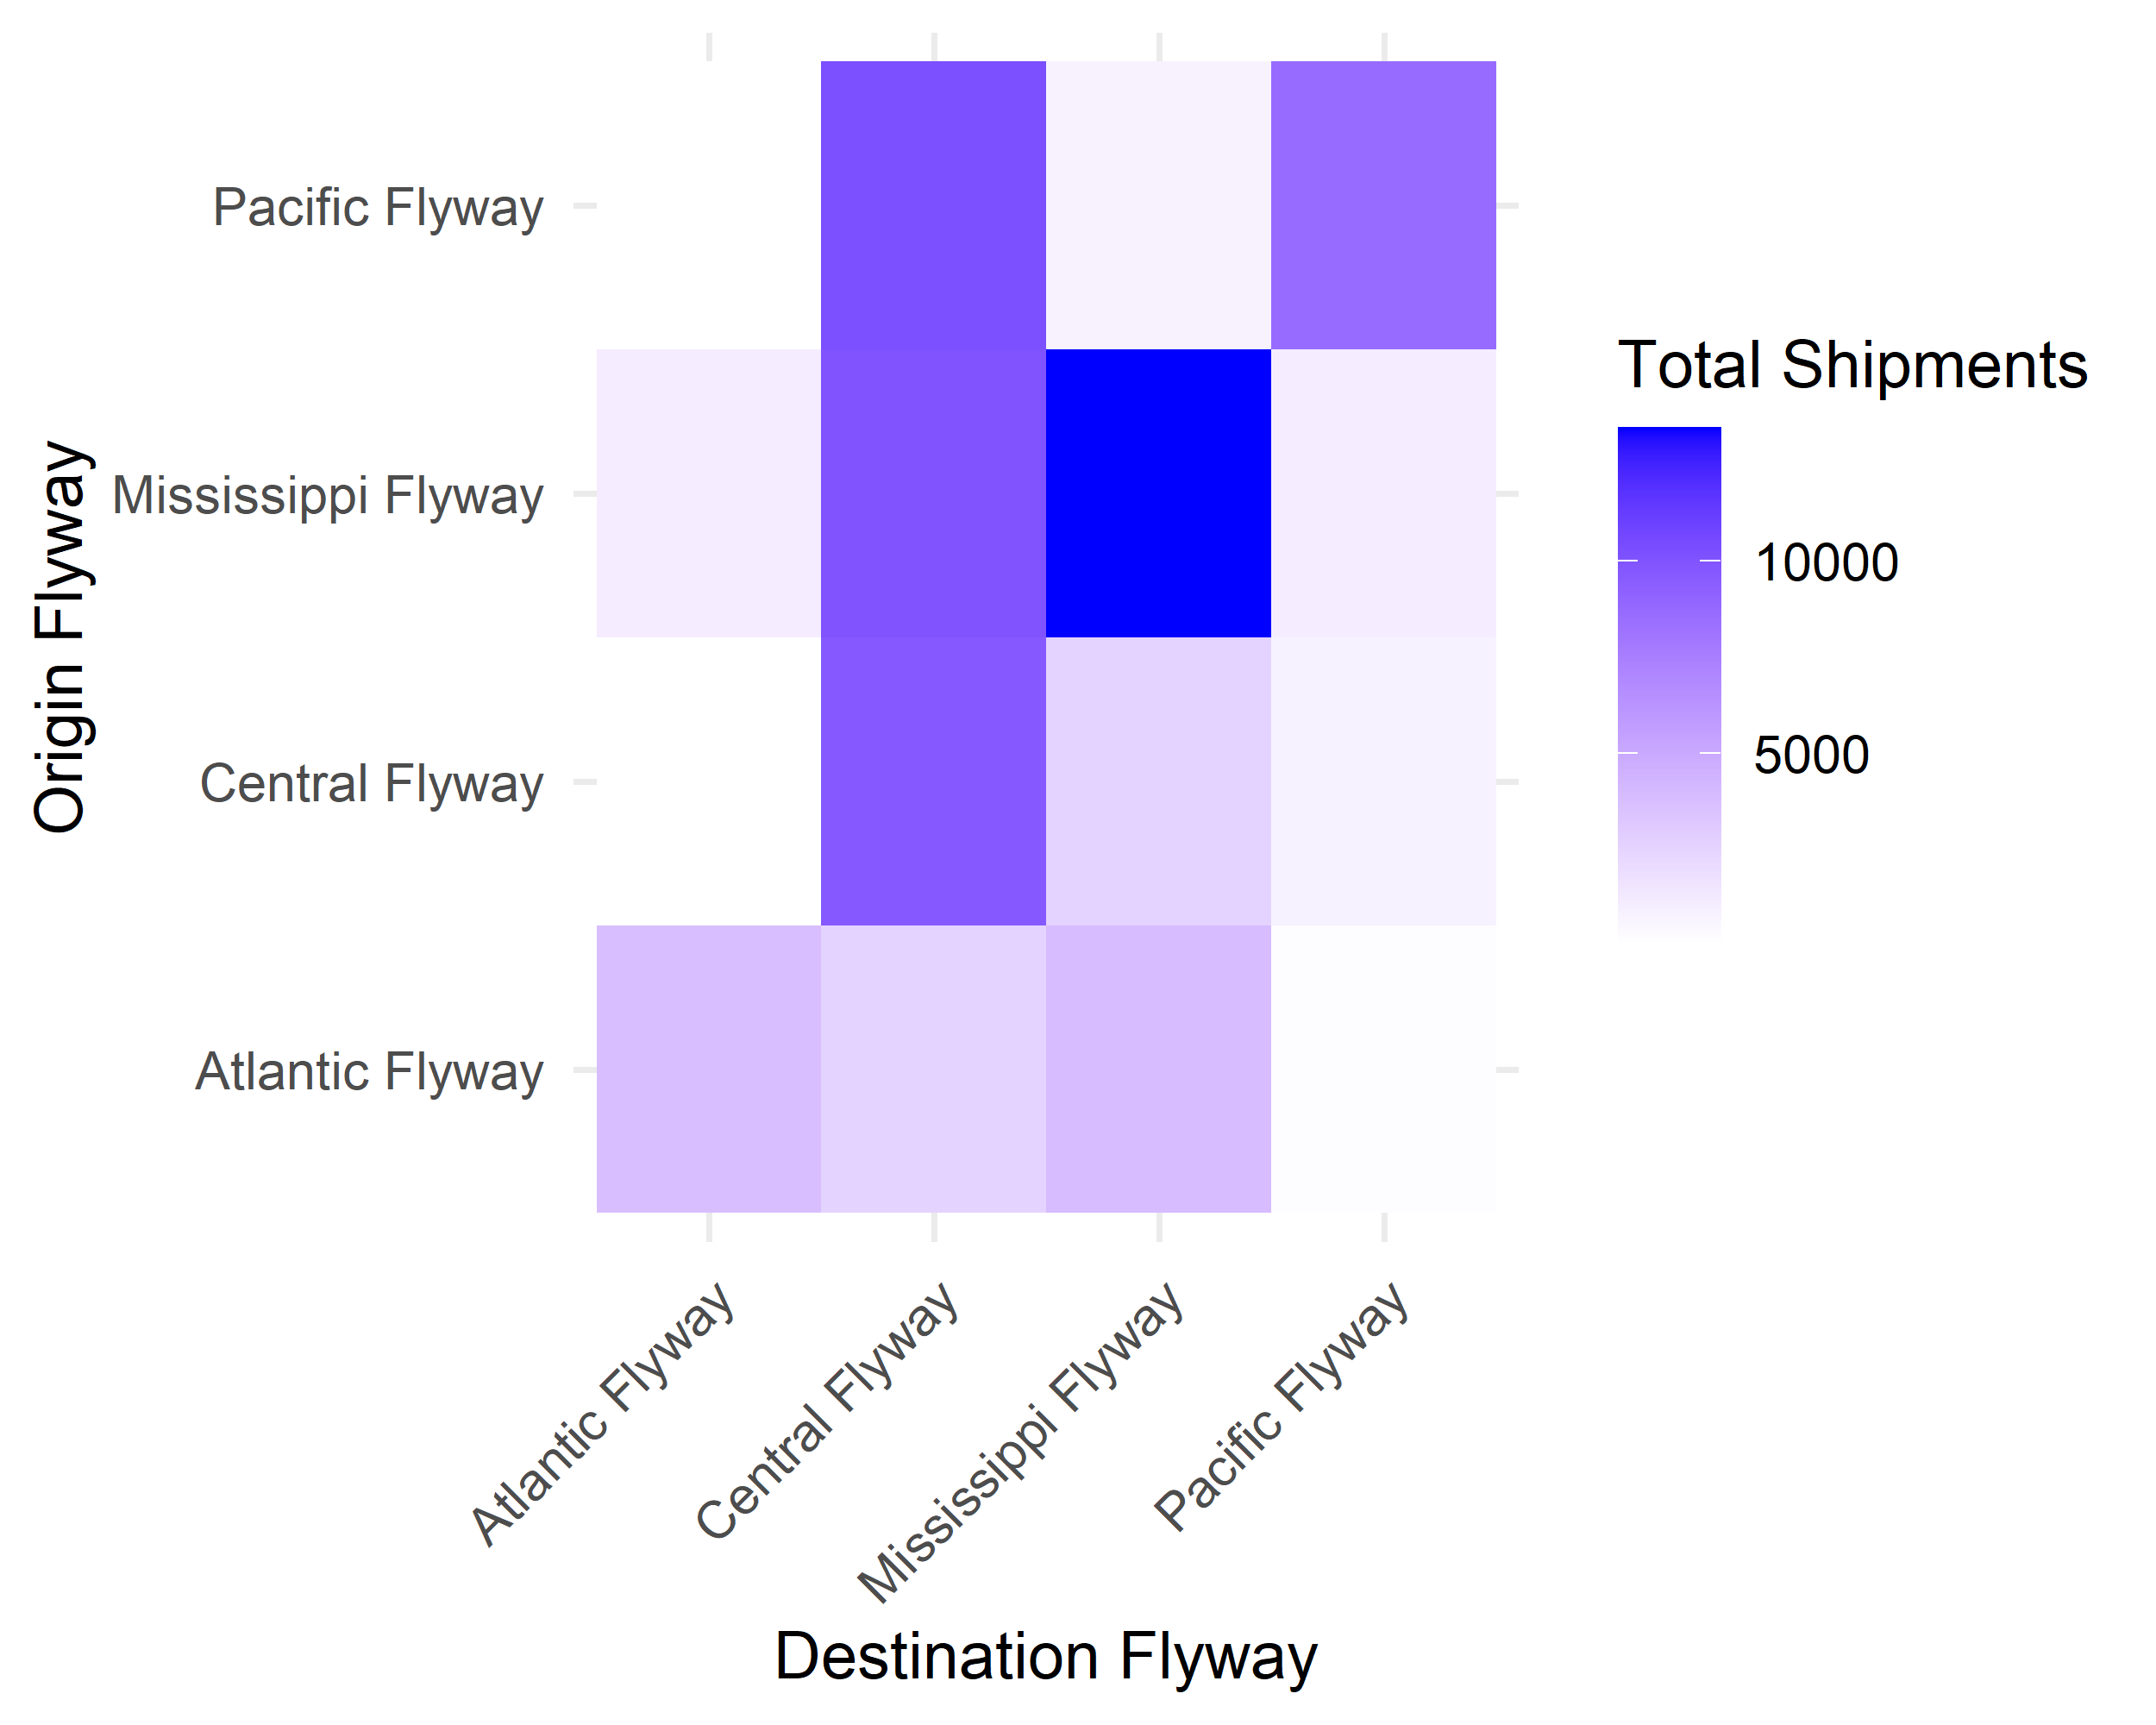 Origin Flyway
Pacific Flyway
Mississippi Flyway
Central Flyway
Atlantic Flyway
Atlantic Flyway
Central Flyway
Mississippi Flyway
Pacific Flyway
Destination Flyway
Total Shipments
10000
5000